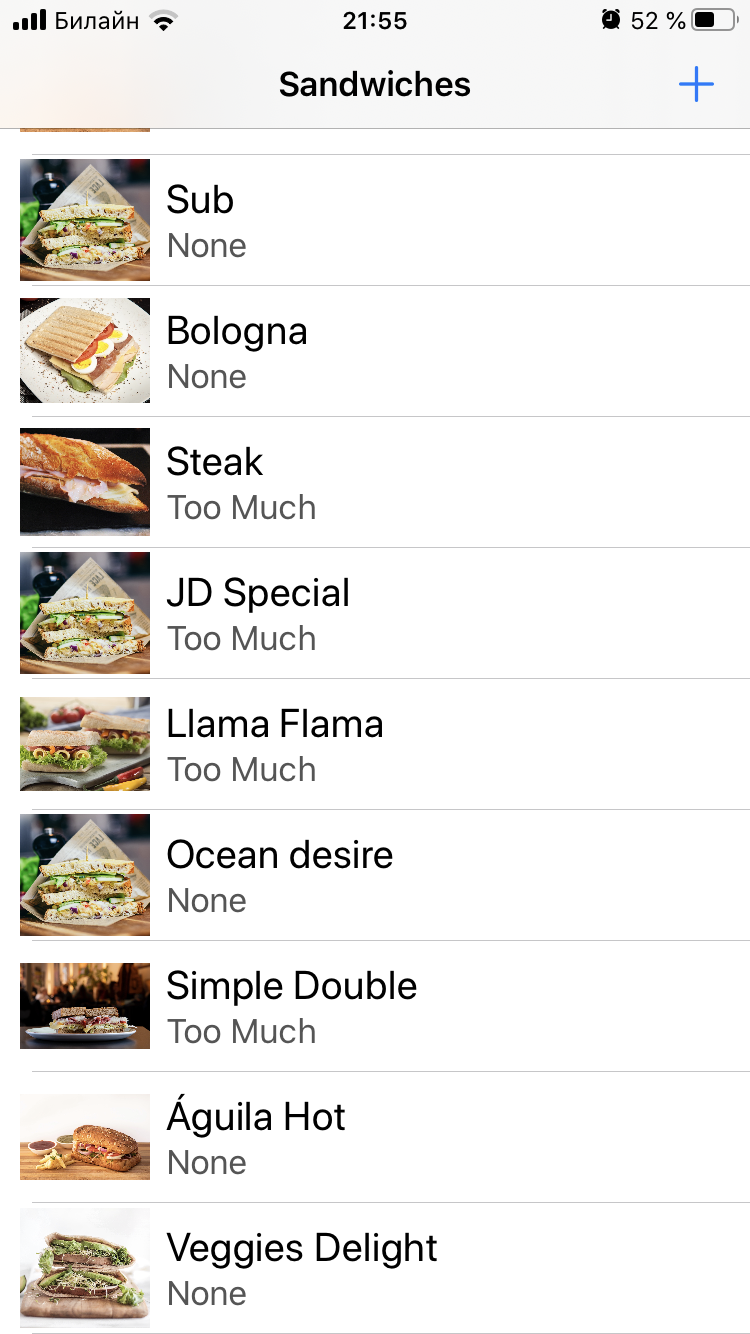 Билайн 21:55 52 %
Sandwiches
Sub
None
Bologna
None
Steak
Too Much
JD Special
Too Much
Llama Flama
Too Much
Ocean desire
None
Simple Double
Too Much
Águila Hot
None
Veggies Delight
None